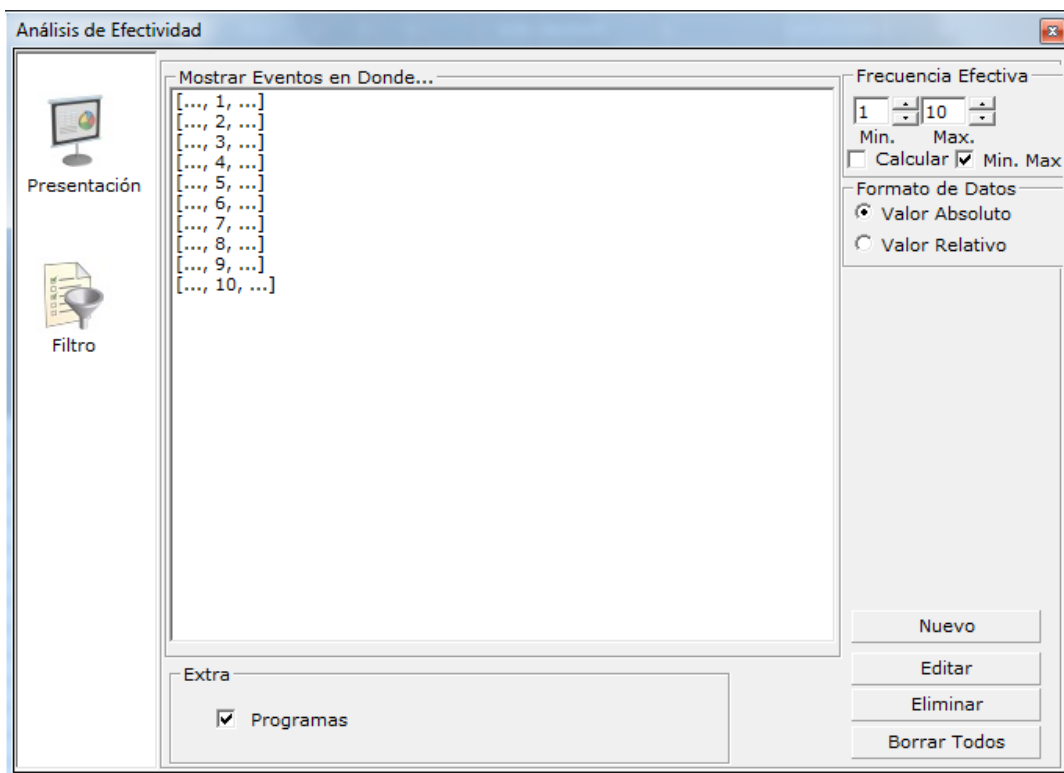 Análisis de Efectividad
Presentación
Filtro
Mostrar Eventos en Donde...
[..., 1, ...]
[..., 2, ...]
[..., 3, ...]
[..., 4, ...]
[..., 5, ...]
[..., 6, ...]
[..., 7, ...]
[..., 8, ...]
[..., 9, ...]
[..., 10, ...]
Extra
Programas
Frecuencia Efectiva
1 10
Min. Max.
Calcular Min. Max
Formato de Datos
Valor Absoluto
Valor Relativo
Nuevo
Editar
Eliminar
Borrar Todos